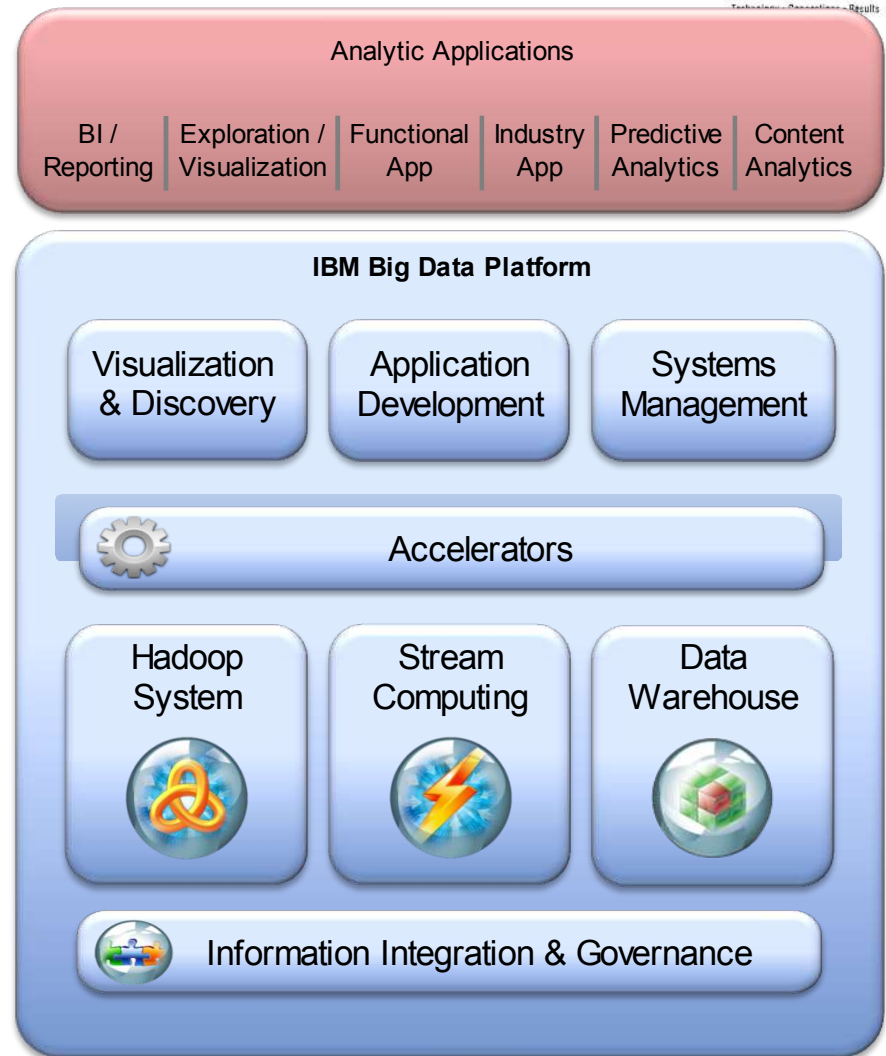 Results
Analytic Applications
BI / Exploration / Functional Industry Predictive Content
Reporting Visualization App App Analytics Analytics
IBM Big Data Platform
Visualization Application Systems
& Discovery Development Management
Accelerators
Hadoop Stream Data
System Computing Warehouse
Information Integration & Governance